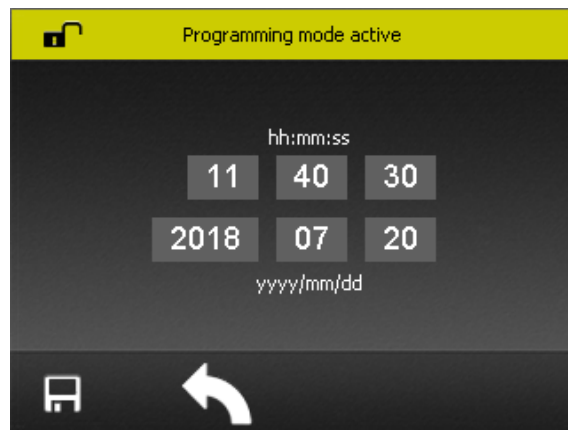 Programming mode active
hh:mm:ss
11 40 30
2018 07 20
yyyy/mm/dd